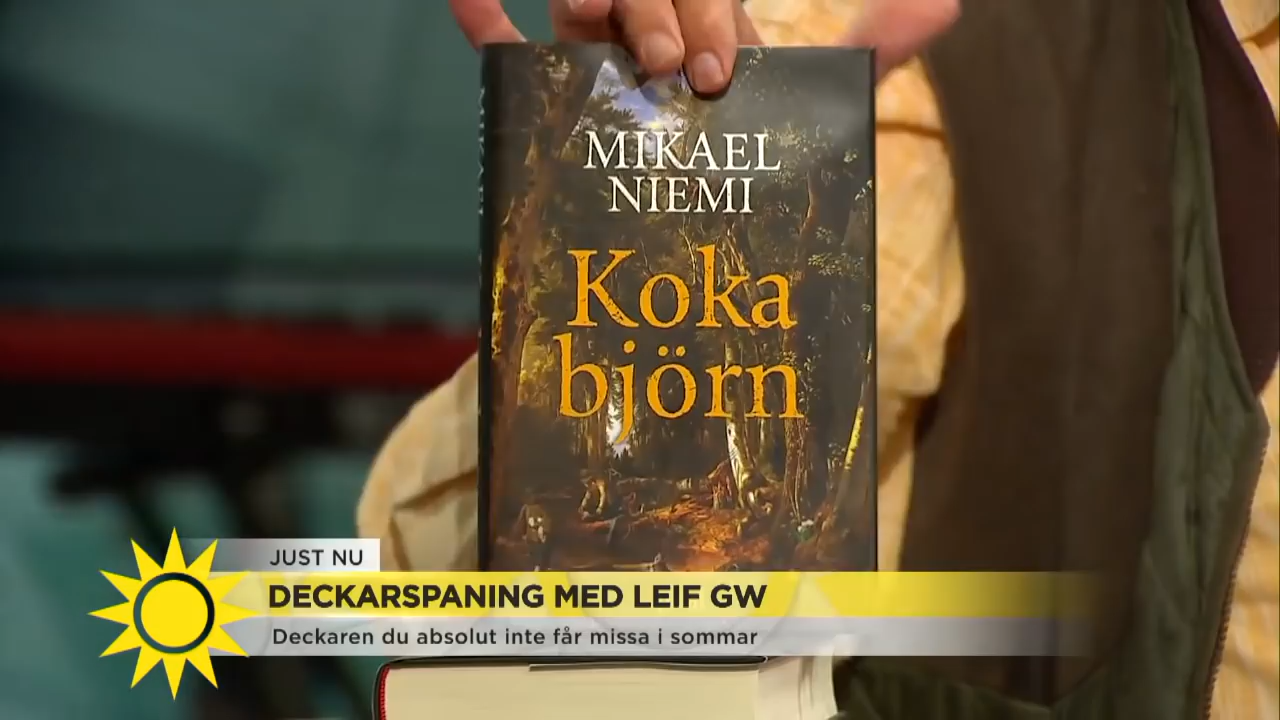 MIKAEL
NIEMI
Koka
björn
JUST NU
DECKARSPANING MED LEIF GW
Deckaren du absolut inte får missa i sommar